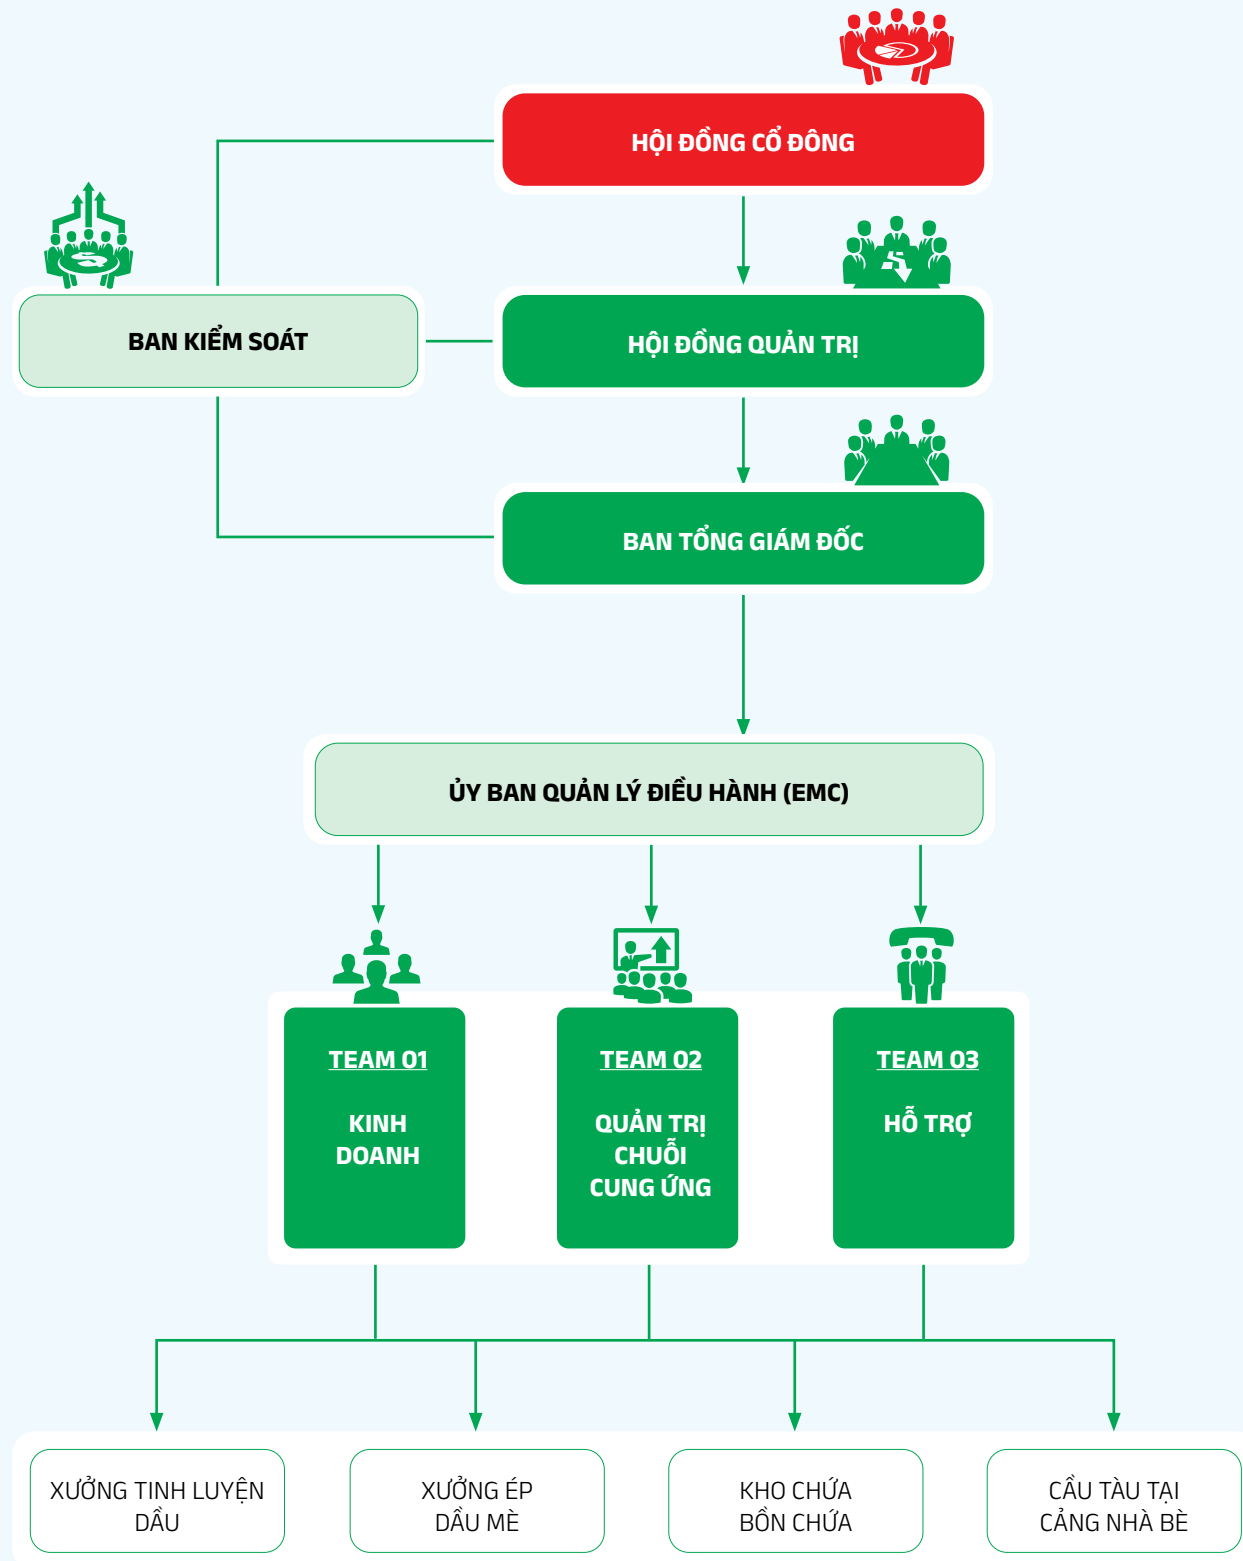 HỘI ĐỒNG CỔ ĐÔNG
BAN KIỂM SOÁT
HỘI ĐỒNG QUẢN TRỊ
BAN TỔNG GIÁM ĐỐC
ỦY BAN QUẢN LÝ ĐIỀU HÀNH (EMC)
TEAM 01
KINH
DOANH
TEAM 02
QUẢN TRỊ
CHUỖI
CUNG ỨNG
TEAM 03
HỖ TRỢ
XƯỞNG TINH LUYỆN
DẦU
XƯỞNG ÉP
DẦU MÈ
KHO CHỨA
BỒN CHỨA
CẦU TÀU TẠI
CẢNG NHÀ BÈ